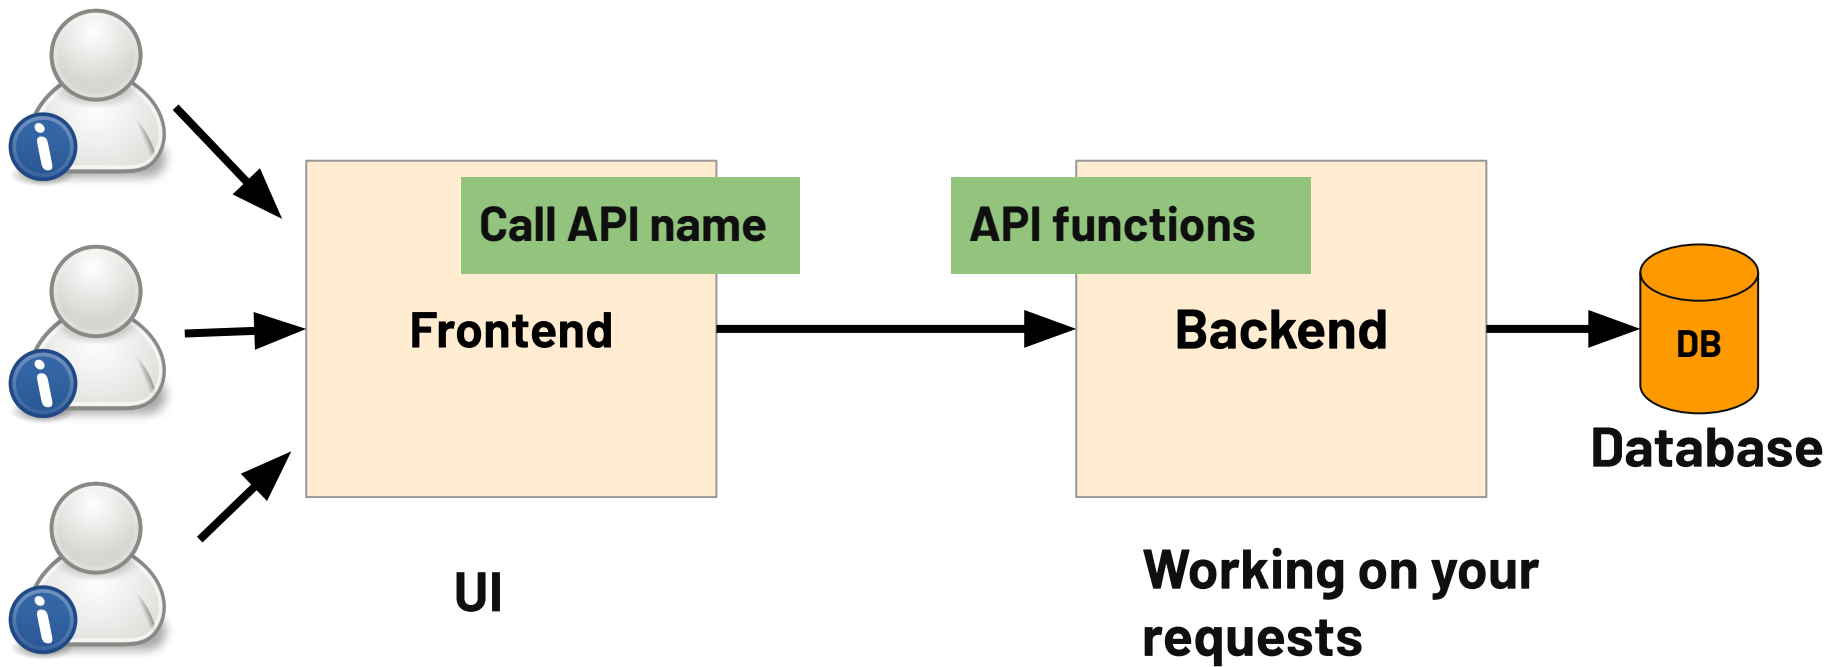 Call API name
API functions
Frontend
Backend
DB
Database
UI
Working on your
requests